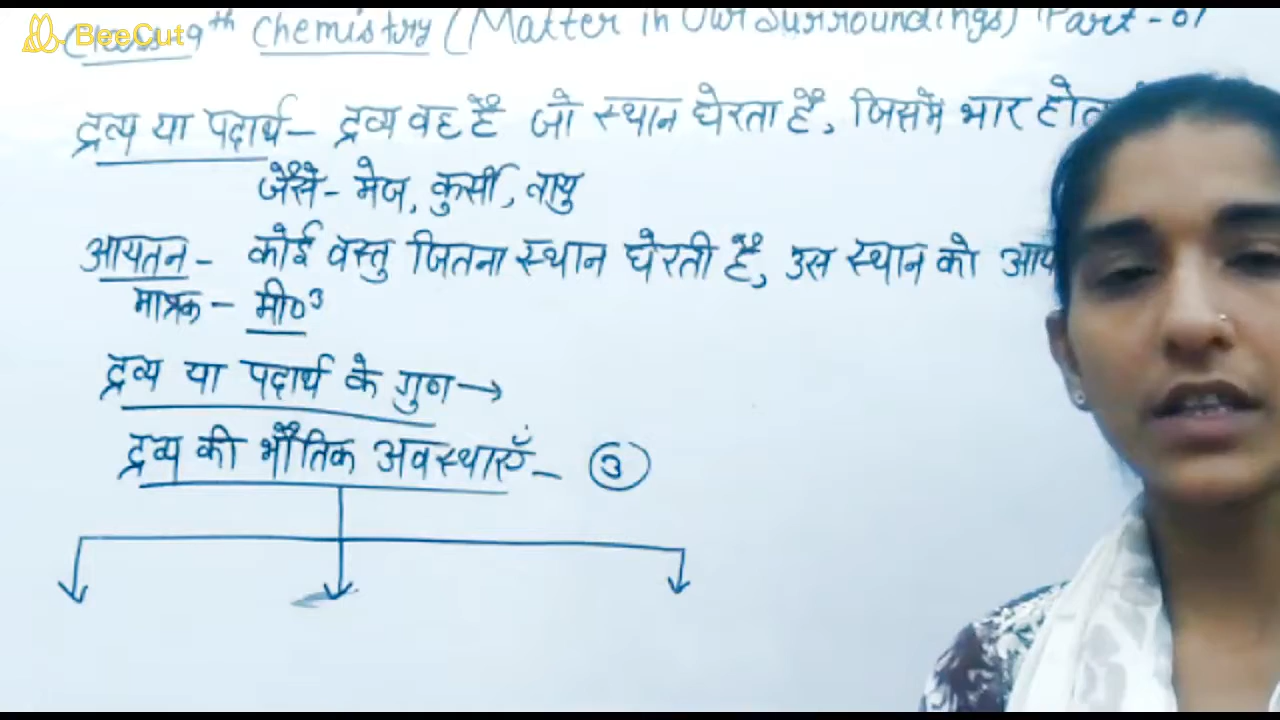 BeeCut
Class 9th Chemistry (Matter in Our Surroundings) Part - 01
द्रव्य या पदार्थ - द्रव्य वह है जो स्थान घेरता है, जिसमें भार
जैसे - मेज, कुर्सी, वायु
आयतन - कोई वस्तु जितना स्थान घेरती है, उस स्थान को
मात्रक - मी०³
द्रव्य या पदार्थ के गुण →
द्रव्य की भौतिक अवस्थाएँ - 3